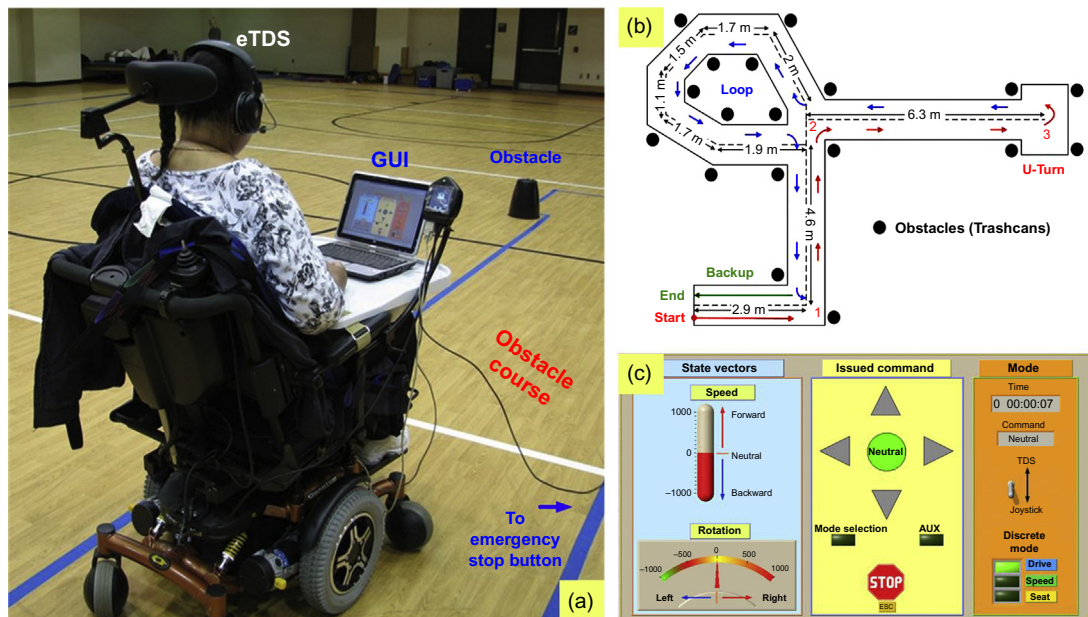 eTDS
GUI
Obstacle
Obstacle
course
To
emergency
stop button
(a)
(b)
1.7 m
1.5 m
2 m
1.1 m
Loop
1.7 m
1.9 m
2
6.3 m
3
U-Turn
4.6 m
Obstacles (Trashcans)
Backup
End
2.9 m
Start
1
(c)
State vectors
Speed
1000
Forward
0
Neutral
–1000
Backward
Rotation
–1000
–500
0
500
1000
Left
Right
Issued command
Neutral
Mode selection
AUX
STOP
ESC
Mode
Time
0 00:00:07
Command
Neutral
TDS
Joystick
Discrete
mode
Drive
Speed
Seat